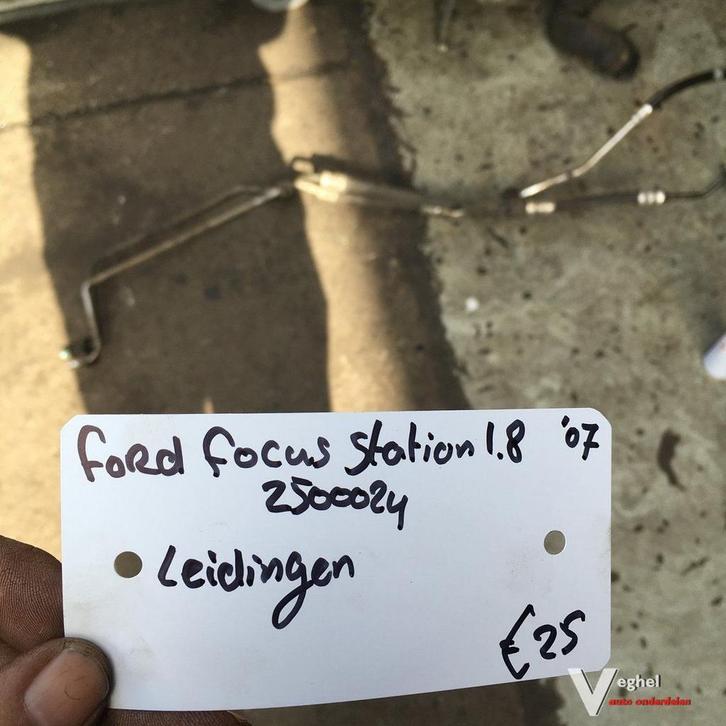 Ford Focus Station 1.8 '07
2500024
Leidingen
€25
Veghel
auto onderdelen